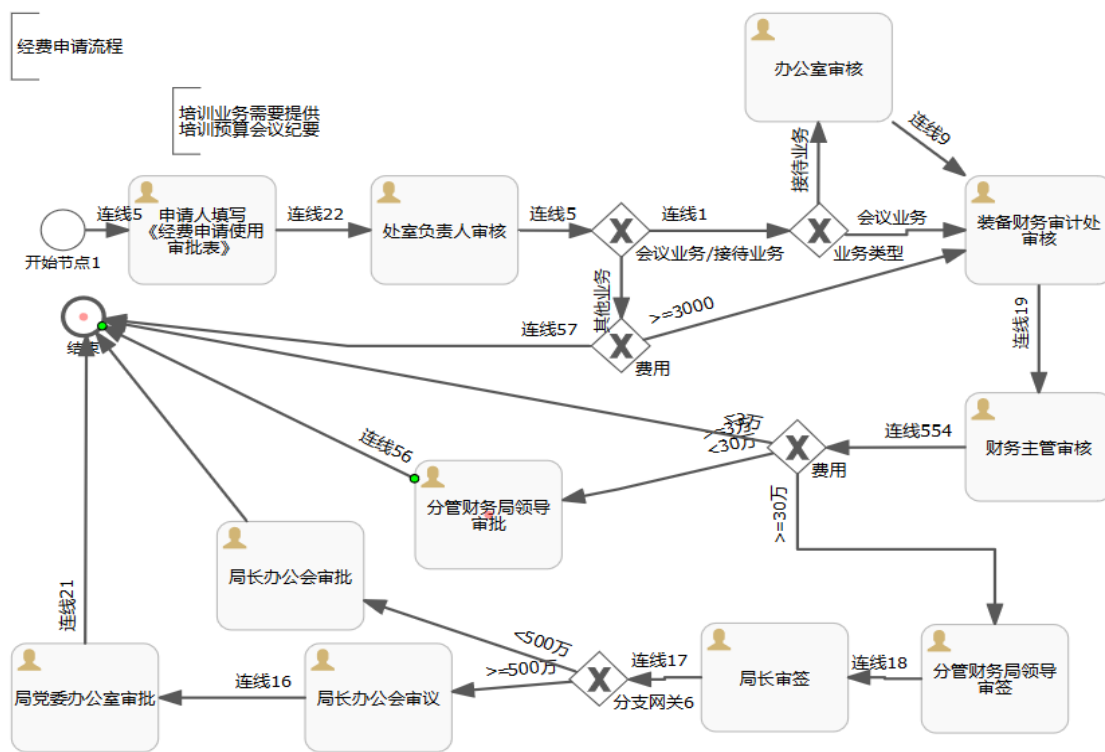 经费申请流程
培训业务需要提供
培训预算会议纪要
办公室审核
连线9
接待业务
连线5
申请人填写
《经费申请使用
审批表》
连线22
处室负责人审核
连线5
连线1
会议业务
装备财务审计处
审核
开始节点1
会议业务/接待业务
业务类型
其他业务
>=3000
连线19
结束
连线57
费用
<3万
>=3万
<30万
连线554
财务主管审核
费用
连线56
分管财务局领导
审批
>=30万
局长办公会审批
连线21
<500万
>=500万
连线17
局长审签
连线18
分管财务局领导
审签
局党委办公室审批
连线16
局长办公会审议
分支网关6